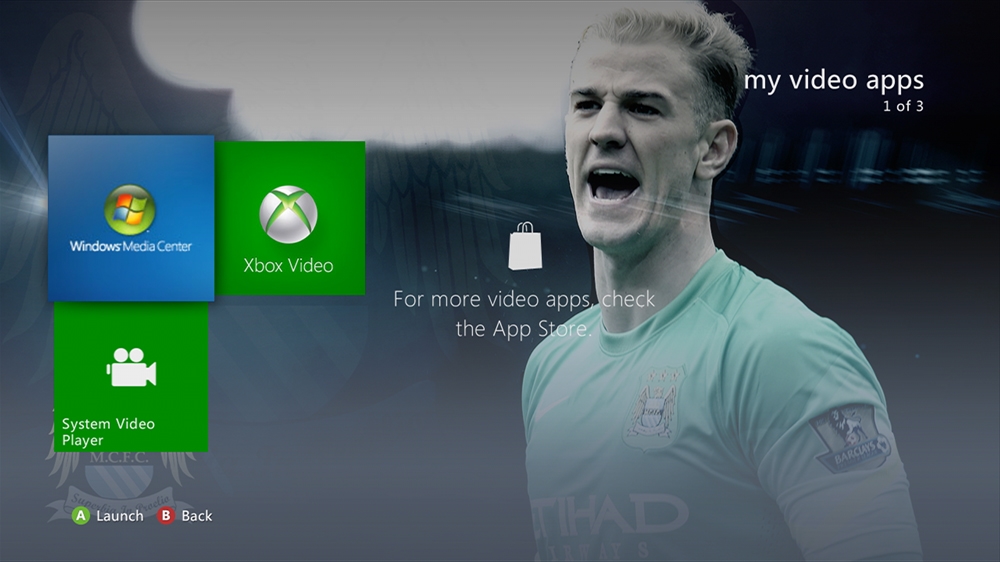 my video apps
1 of 3
Windows Media Center
Xbox Video
For more video apps, check
the App Store.
System Video
Player
M.C.F.C.
BARCLAYS
ETIHAD
AIRWAYS
A Launch B Back